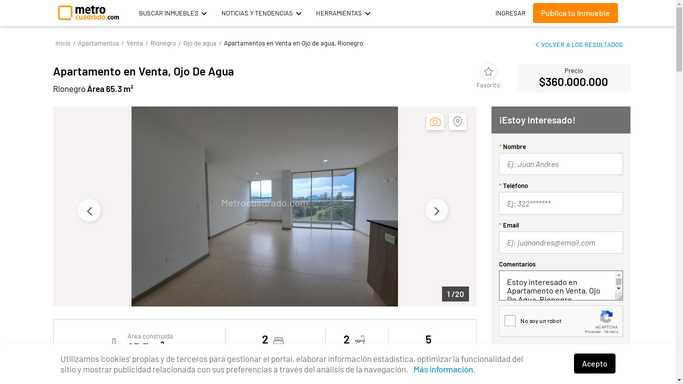 metro
cuadrado.com
BUSCAR INMUEBLES
NOTICIAS Y TENDENCIAS
HERRAMIENTAS
INGRESAR
Publica tu Inmueble
Inicio / Apartamentos / Venta / Rionegro / Ojo de agua / Apartamentos en Venta en Ojo de agua, Rionegro
VOLVER A LOS RESULTADOS
Apartamento en Venta, Ojo De Agua
Rionegro Área 65.3 m²
Favorito
Precio
$360.000.000
Metrocuadrado.com
1 / 20
¡Estoy interesado!
* Nombre
Ej: Juan Andres
* Teléfono
Ej: 322*******
* Email
Ej: juanandres@email.com
Comentarios
Estoy interesado en
Apartamento en Venta, Ojo
De Agua, Rionegro
No soy un robot
reCAPTCHA
Privacidad - Términos
Área construida
2
2
5
Utilizamos 'cookies' propias y de terceros para gestionar el portal, elaborar información estadística, optimizar la funcionalidad del
sitio y mostrar publicidad relacionada con sus preferencias a través del análisis de la navegación. Más información.
Acepto